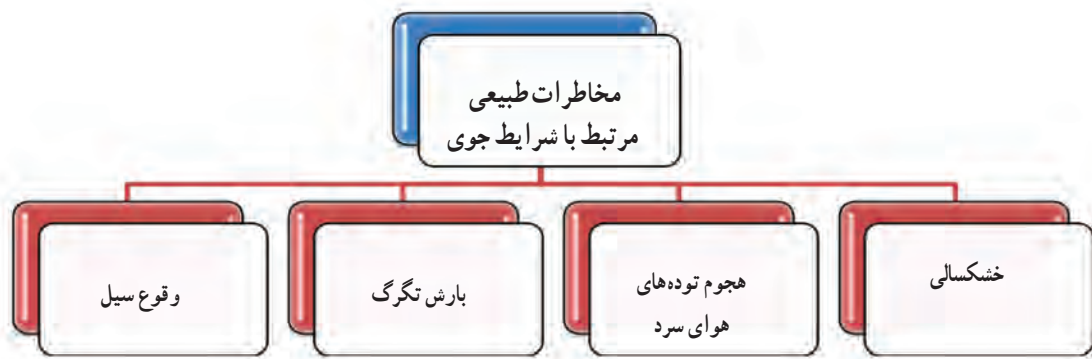 مخاطرات طبیعی
مرتبط با شرایط جوی
خشکسالی
هجوم توده‌های
هوای سرد
بارش تگرگ
وقوع سیل